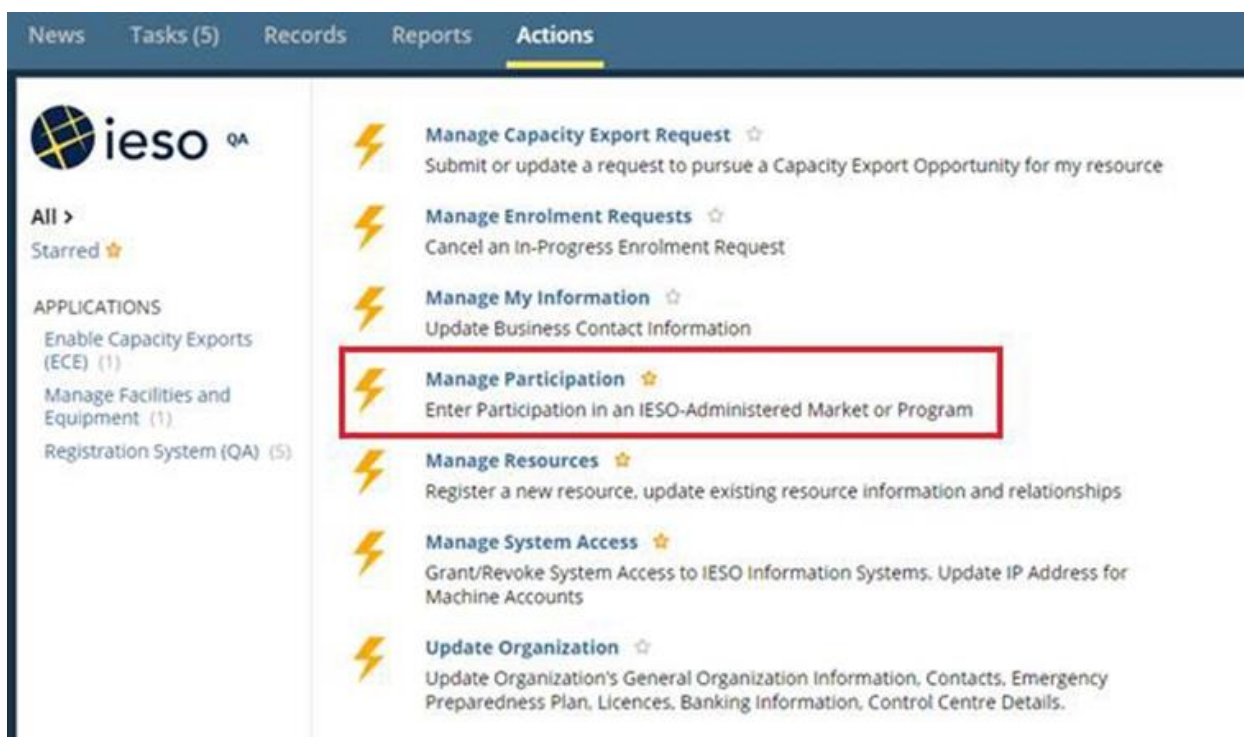 News Tasks (5) Records Reports Actions
ieso QA
All >
Starred
APPLICATIONS
Enable Capacity Exports
(ECE) (1)
Manage Facilities and
Equipment (1)
Registration System (QA) (5)
Manage Capacity Export Request
Submit or update a request to pursue a Capacity Export Opportunity for my resource
Manage Enrolment Requests
Cancel an In-Progress Enrolment Request
Manage My Information
Update Business Contact Information
Manage Participation
Enter Participation in an IESO-Administered Market or Program
Manage Resources
Register a new resource, update existing resource information and relationships
Manage System Access
Grant/Revoke System Access to IESO Information Systems. Update IP Address for
Machine Accounts
Update Organization
Update Organization's General Organization Information, Contacts, Emergency
Preparedness Plan, Licences, Banking Information, Control Centre Details.